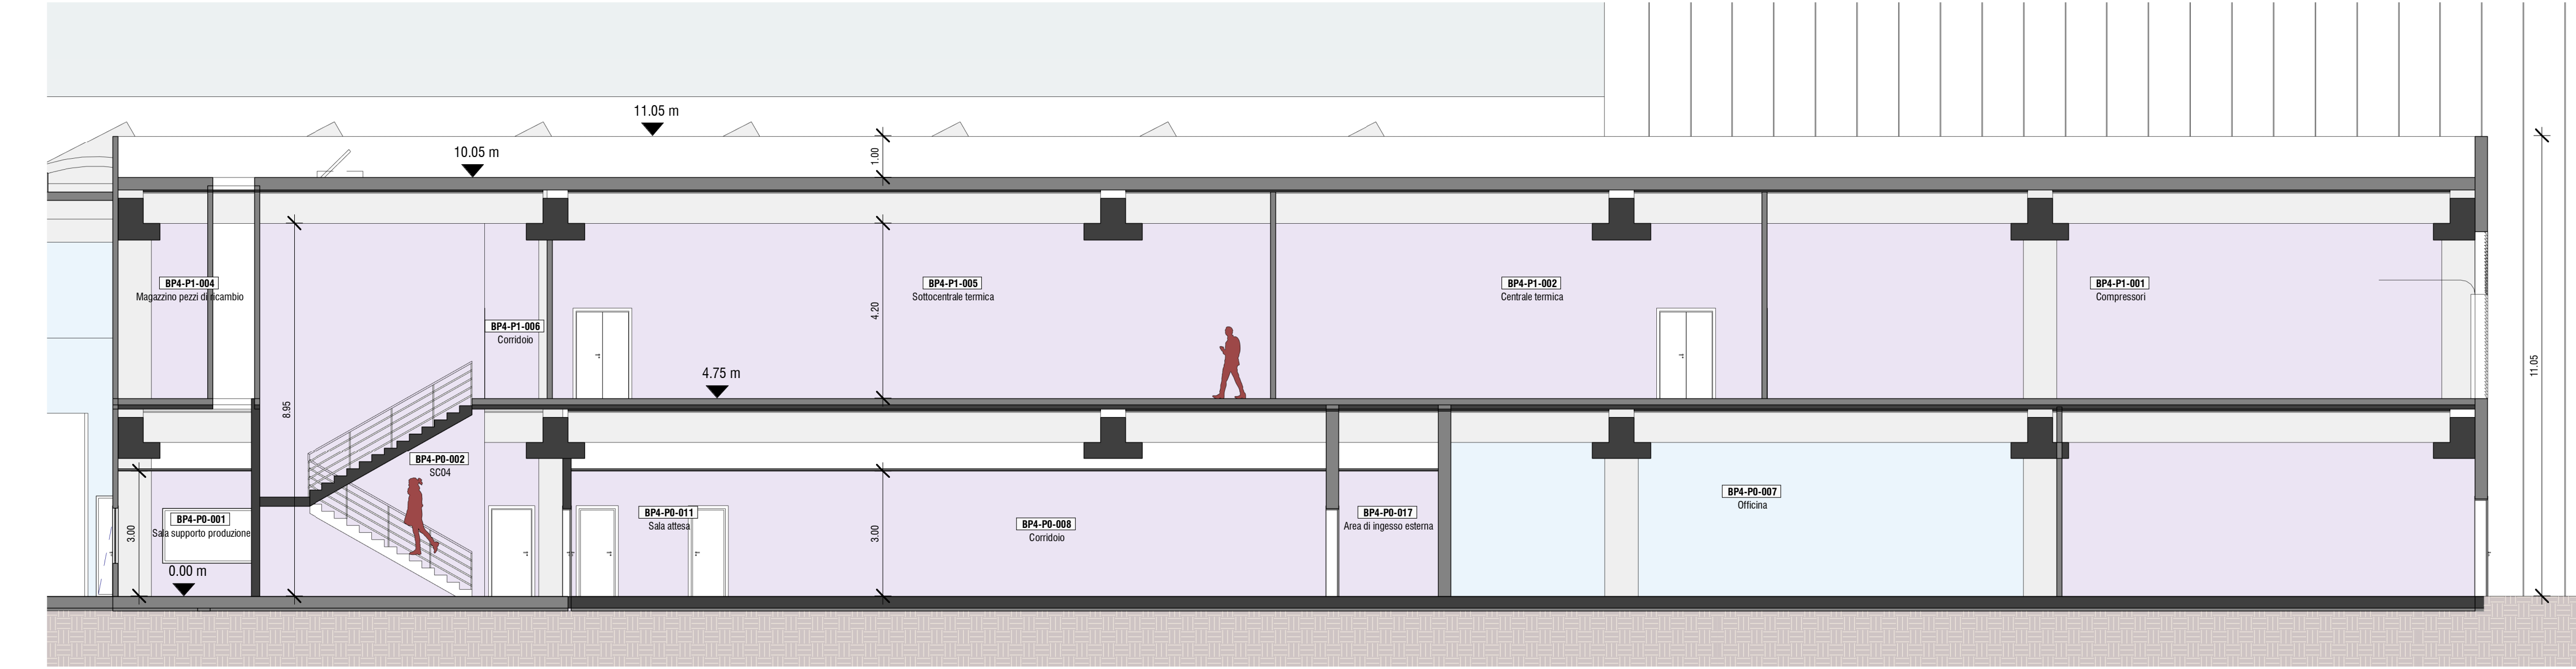 11.05 m
10.05 m
1.00
BP4-P1-004
Magazzino pezzi di ricambio
BP4-P1-005
Sottocentrale termica
BP4-P1-002
Centrale termica
BP4-P1-001
Compressori
4.20
BP4-P1-006
Corridoio
4.75 m
11.05
8.95
BP4-P0-002
SC04
BP4-P0-007
Officina
BP4-P0-001
Sala supporto produzione
BP4-P0-011
Sala attesa
BP4-P0-008
Corridoio
BP4-P0-017
Area di ingesso esterna
3.00
3.00
0.00 m